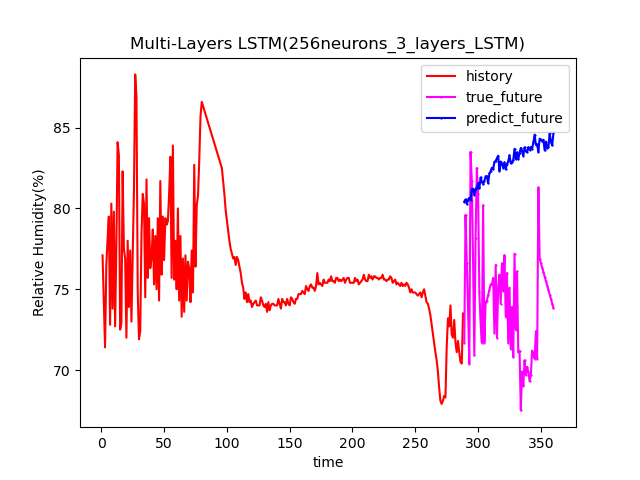 Multi-Layers LSTM(256neurons_3_layers_LSTM)
history
true_future
predict_future
Relative Humidity(%)
85
80
75
70
0 50 100 150 200 250 300 350
time